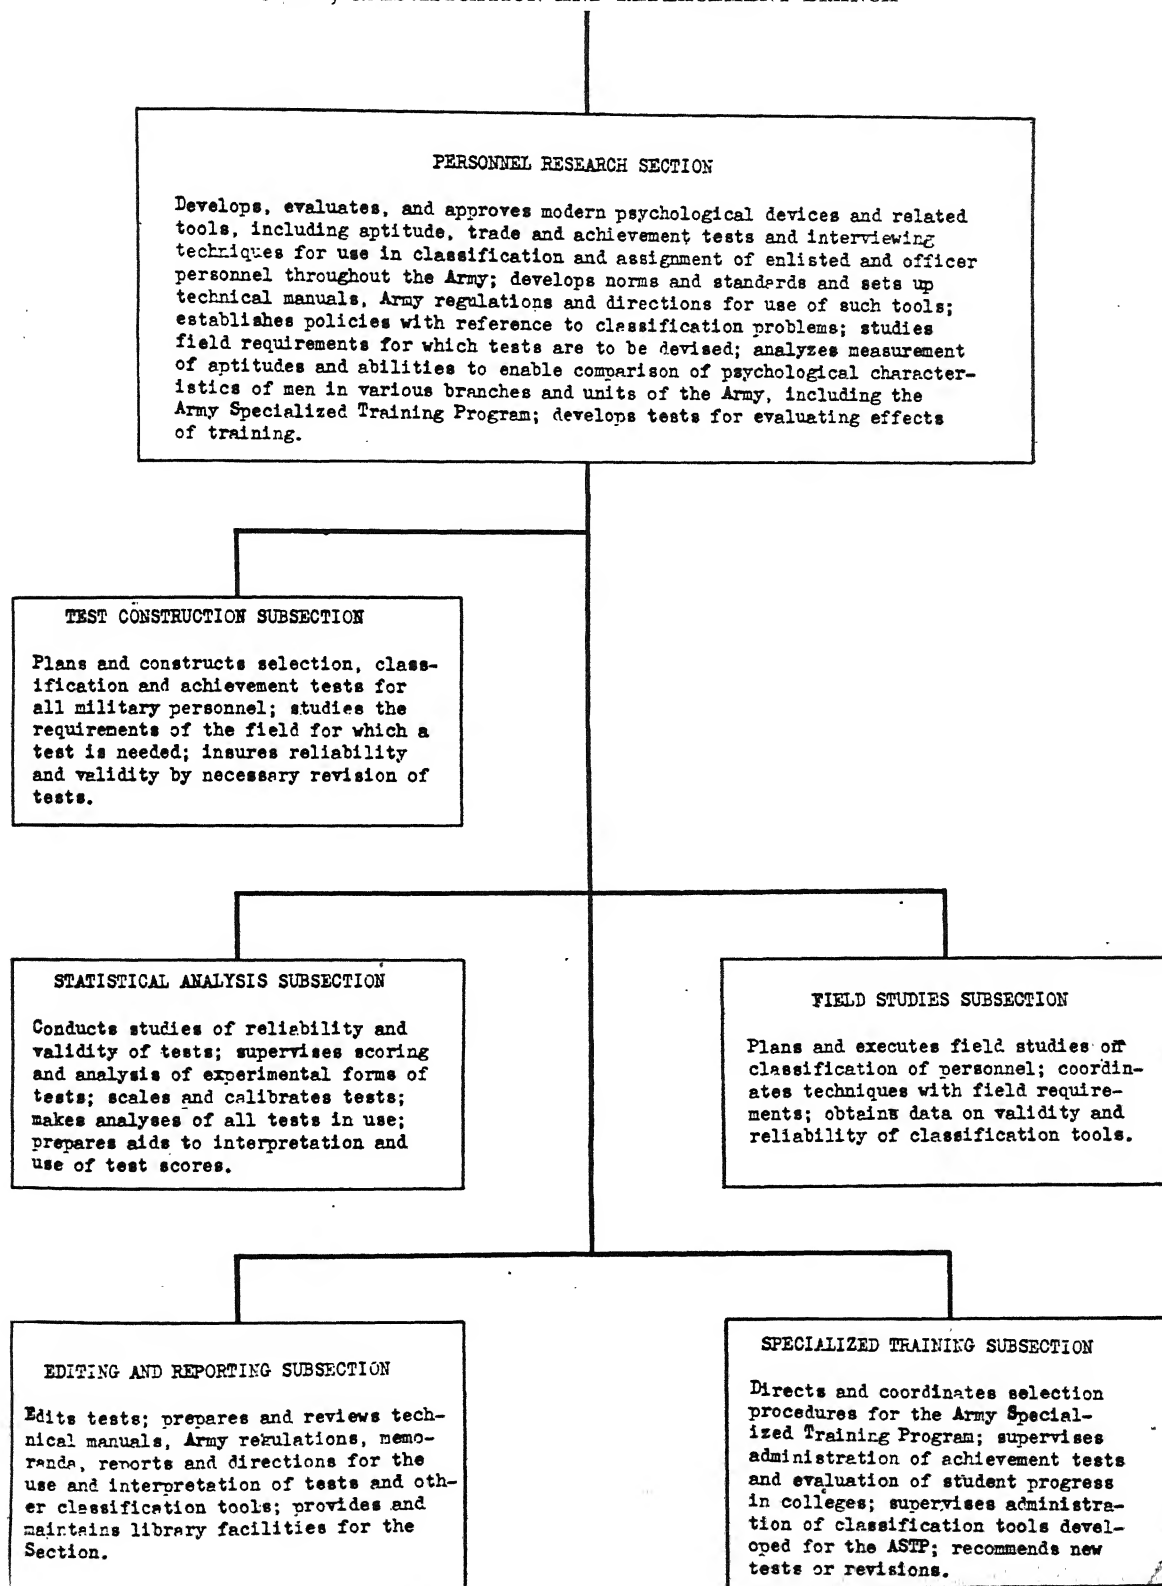 AND REPLACEMENT BRANCH
PERSONNEL RESEARCH SECTION
Develops, evaluates, and approves modern psychological devices and related
tools, including aptitude, trade and achievement tests and interviewing
techniques for use in classification and assignment of enlisted and officer
personnel throughout the Army; develops norms and standards and sets up
technical manuals, Army regulations and directions for use of such tools;
establishes policies with reference to classification problems; studies
field requirements for which tests are to be devised; analyzes measurement
of aptitudes and abilities to enable comparison of psychological character-
istics of men in various branches and units of the Army, including the
Army Specialized Training Program; develops tests for evaluating effects
of training.
TEST CONSTRUCTION SUBSECTION
Plans and constructs selection, class-
ification and achievement tests for
all military personnel; studies the
requirements of the field for which a
test is needed; insures reliability
and validity by necessary revision of
tests.
STATISTICAL ANALYSIS SUBSECTION
Conducts studies of reliability and
validity of tests; supervises scoring
and analysis of experimental forms of
tests; scales and calibrates tests;
makes analyses of all tests in use;
prepares aids to interpretation and
use of test scores.
FIELD STUDIES SUBSECTION
Plans and executes field studies on
classification of personnel; coordin-
ates techniques with field require-
ments; obtains data on validity and
reliability of classification tools.
EDITING AND REPORTING SUBSECTION
Edits tests; prepares and reviews tech-
nical manuals, Army regulations, memo-
randa, reports and directions for the
use and interpretation of tests and oth-
er classification tools; provides and
maintains library facilities for the
Section.
SPECIALIZED TRAINING SUBSECTION
Directs and coordinates selection
procedures for the Army Special-
ized Training Program; supervises
administration of achievement tests
and evaluation of student progress
in colleges; supervises administra-
tion of classification tools devel-
oped for the ASTP; recommends new
tests or revisions.